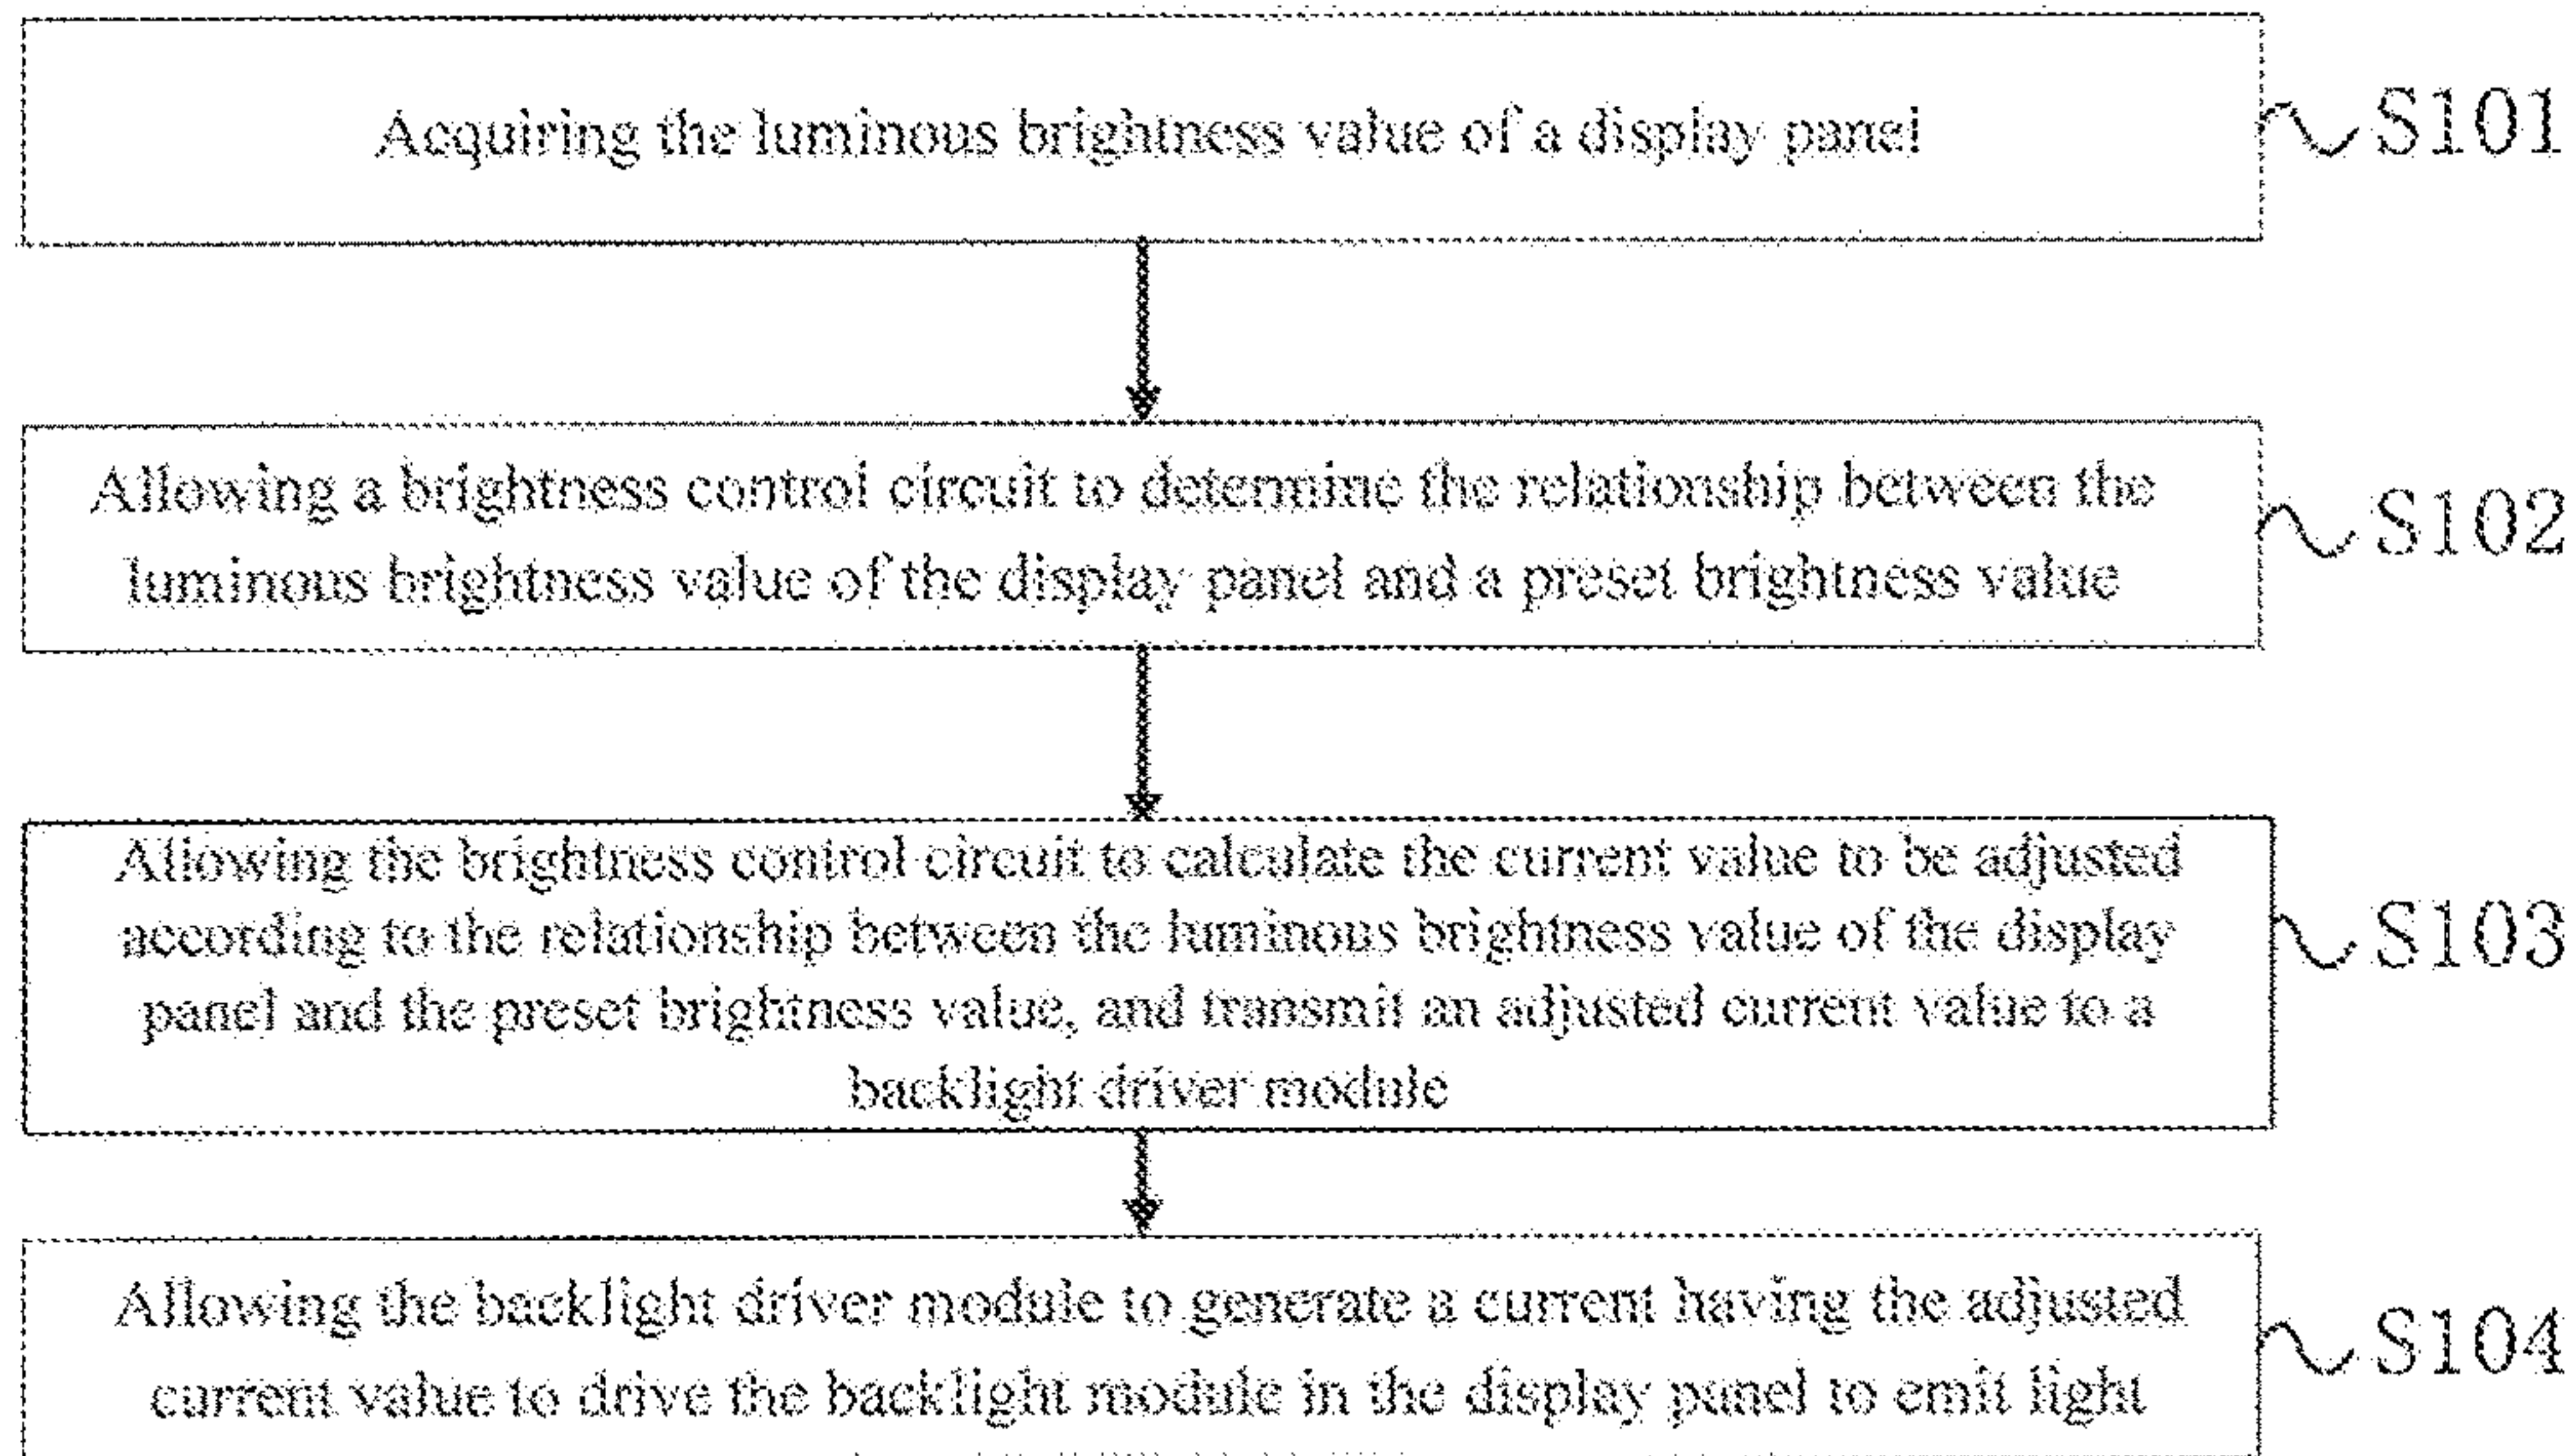 Acquiring the luminous brightness value of a display panel
S101
Allowing a brightness control circuit to determine the relationship between the
luminous brightness value of the display panel and a preset brightness value
S102
Allowing the brightness control circuit to calculate the current value to be adjusted
according to the relationship between the luminous brightness value of the display
panel and the preset brightness value, and transmit an adjusted current value to a
backlight driver module
S103
Allowing the backlight driver module to generate a current having the adjusted
current value to drive the backlight module in the display panel to emit light
S104